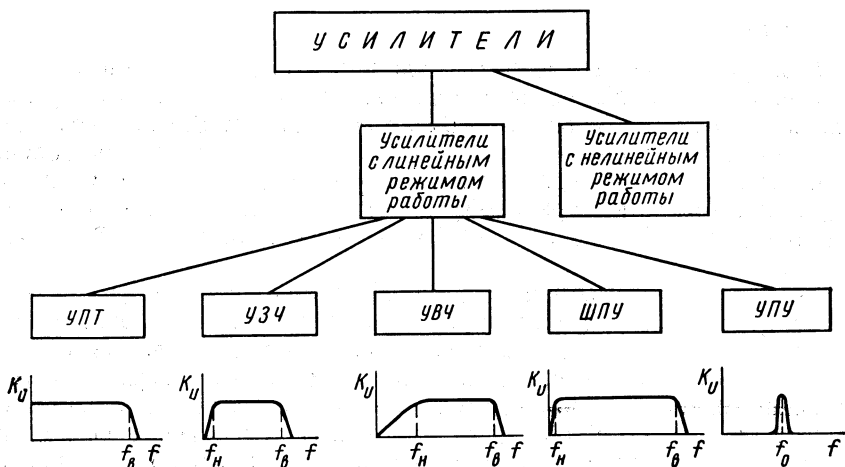 УСИЛИТЕЛИ
Усилители
с линейным
режимом
работы
Усилители
с нелинейным
режимом
работы
УПТ
УЗЧ
УВЧ
ШПУ
УПУ
K_U
f_в f
K_U
f_н f_в f
K_U
f_н f_в f
K_U
f_н f_в f
K_U
f_0 f